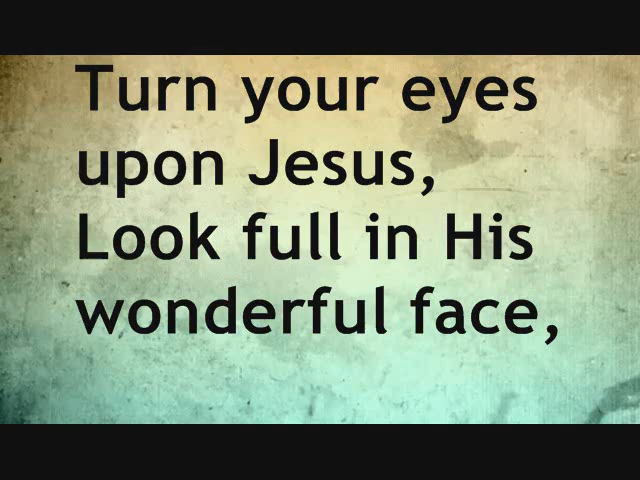 Turn your eyes
upon Jesus,
Look full in His
wonderful face,